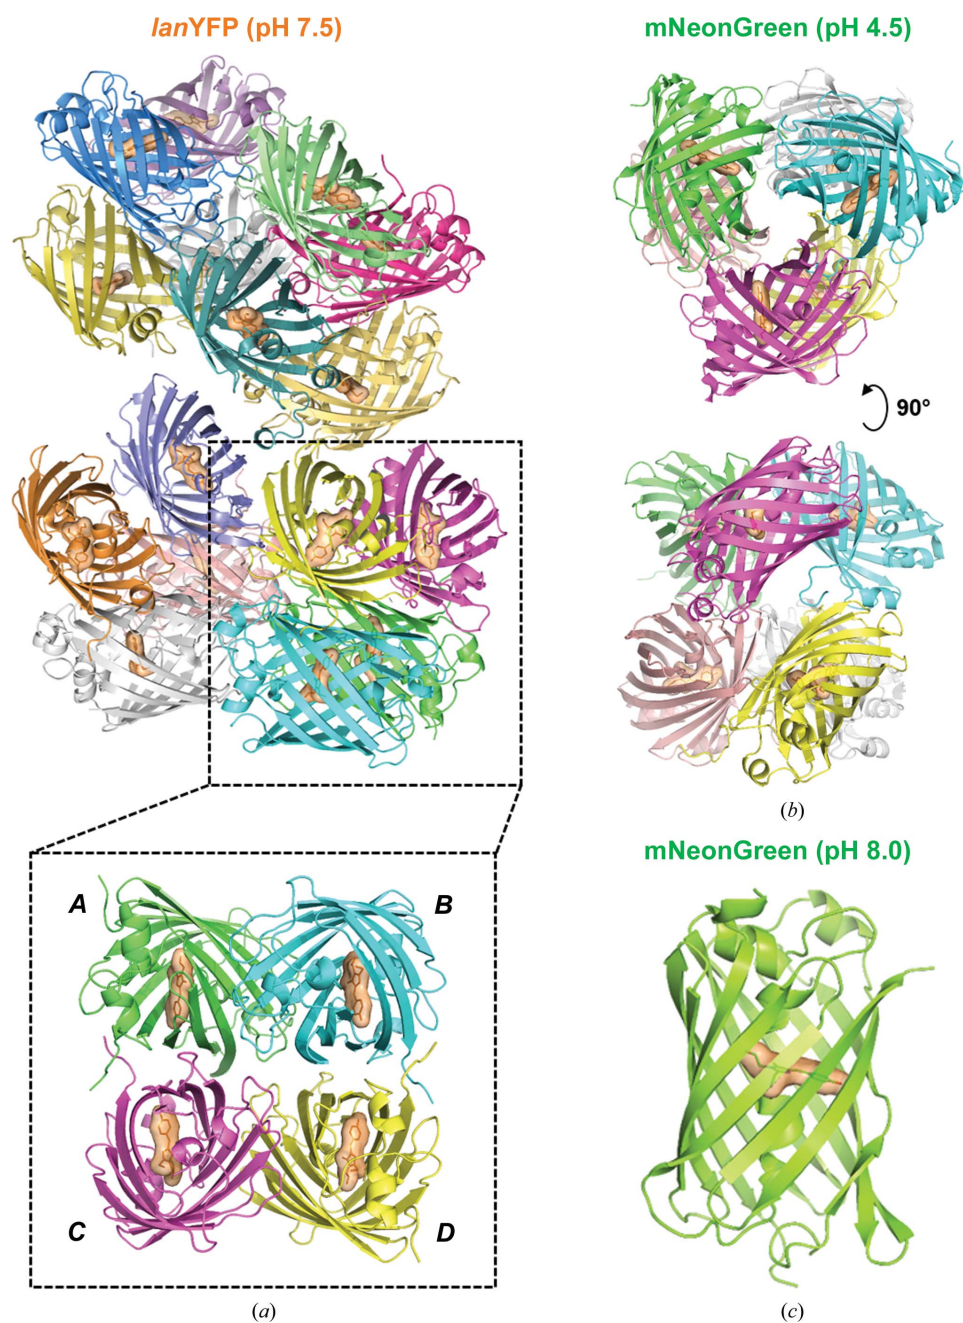 lanYFP (pH 7.5)
mNeonGreen (pH 4.5)
90°
(b)
mNeonGreen (pH 8.0)
A
B
C
D
(a)
(c)